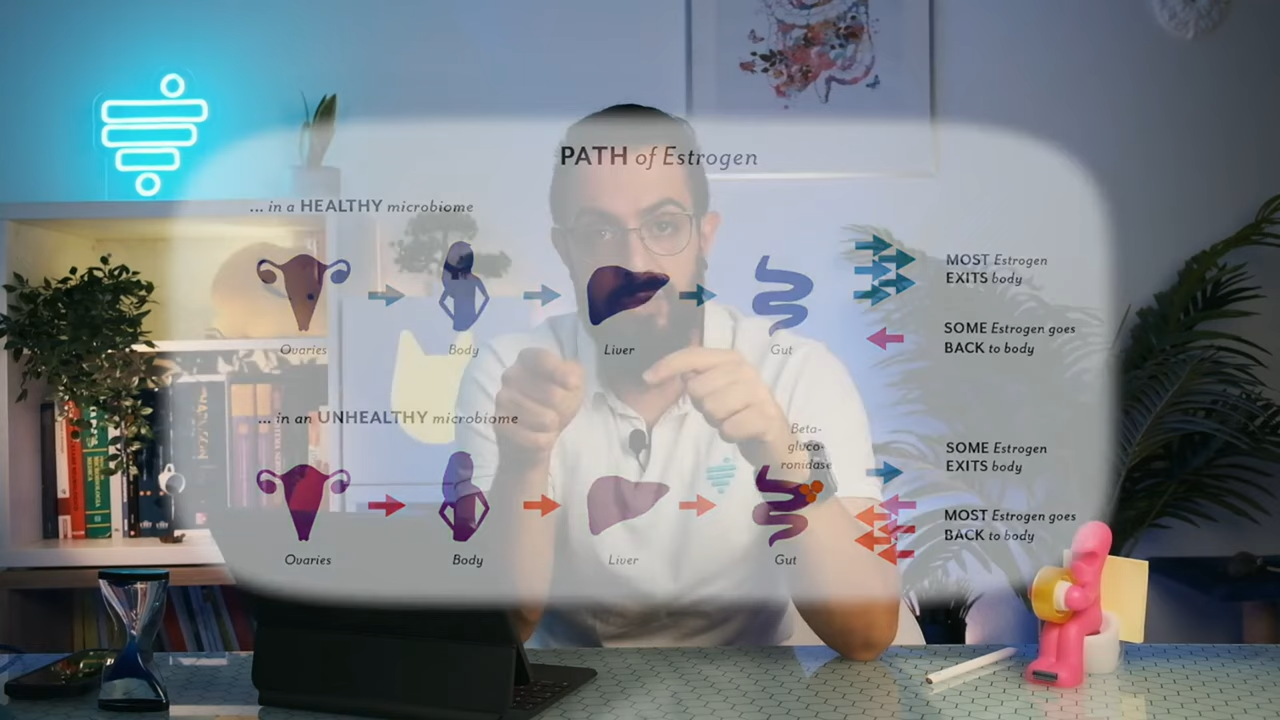 PATH of Estrogen
... in a HEALTHY microbiome
Ovaries
Body
Liver
Gut
MOST Estrogen
EXITS body
SOME Estrogen goes
BACK to body
... in an UNHEALTHY microbiome
Beta-
gluco-
ronidase
Ovaries
Body
Liver
Gut
SOME Estrogen
EXITS body
MOST Estrogen goes
BACK to body